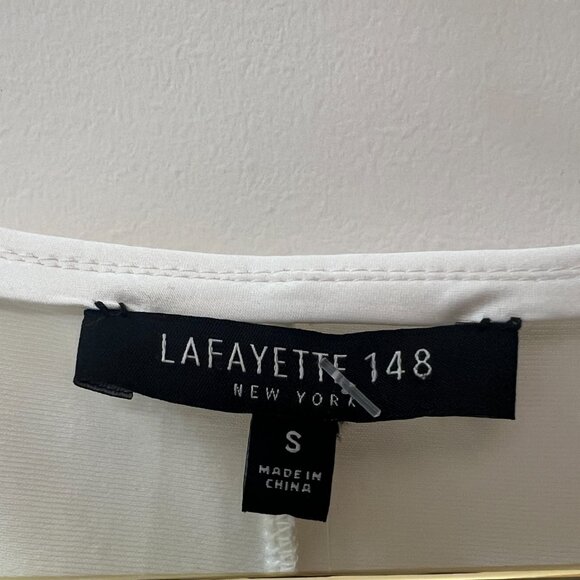 LAFAYETTE 148
NEW YORK
S
MADE IN
CHINA